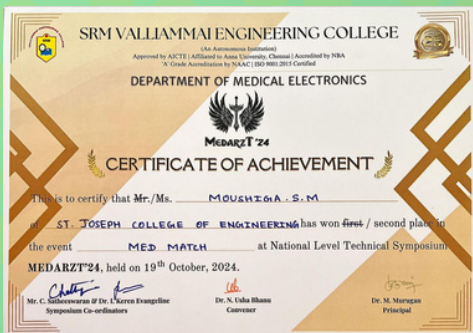 SRM VALLIAMMAI ENGINEERING COLLEGE
(An Autonomous Institution)
Approved by AICTE | Affiliated to Anna University, Chennai | Accredited by NBA
'A' Grade Accreditation by NAAC | ISO 9001:2015 Certified
DEPARTMENT OF MEDICAL ELECTRONICS
MEDARZT '24
CERTIFICATE OF ACHIEVEMENT
This is to certify that Mr./Ms. MOUSHIGA . S . M
of ST. JOSEPH COLLEGE OF ENGINEERING has won first / second place in
the event MED MATCH at National Level Technical Symposium
MEDARZT'24, held on 19th October, 2024.
Mr. C. Satheeswaran & Dr. J. Keren Evangeline
Symposium Co-ordinators
Dr. N. Usha Bhanu
Convener
Dr. M. Murugan
Principal